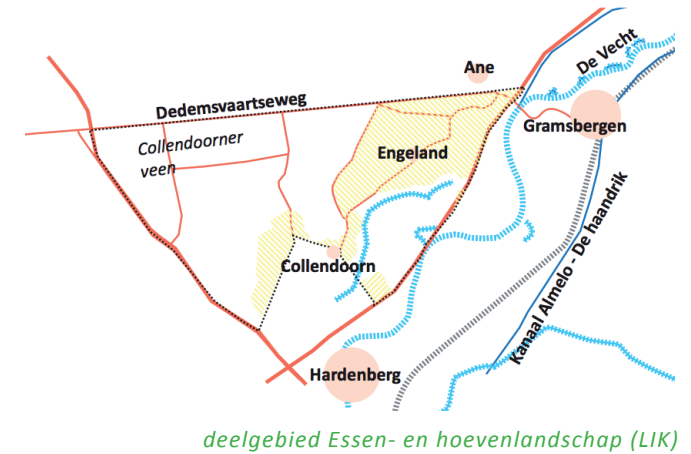 De Vecht
Ane
Dedemsvaartseweg
Gramsbergen
Collendoorner
veen
Engeland
Collendoorn
Kanaal Almelo - De haandrik
Hardenberg
deelgebied Essen- en hoevenlandschap (LIK)